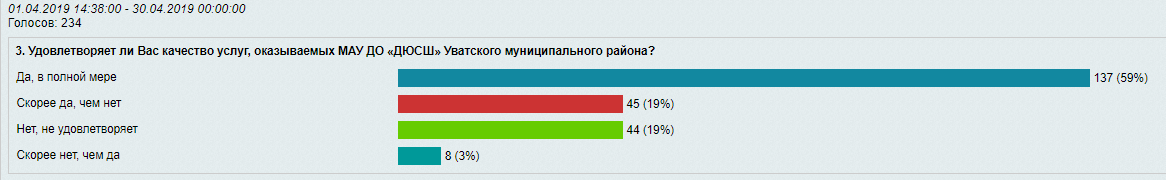 01.04.2019 14:38:00 - 30.04.2019 00:00:00
Голосов: 234
3. Удовлетворяет ли Вас качество услуг, оказываемых МАУ ДО «ДЮСШ» Уватского муниципального района?
Да, в полной мере 137 (59%)
Скорее да, чем нет 45 (19%)
Нет, не удовлетворяет 44 (19%)
Скорее нет, чем да 8 (3%)